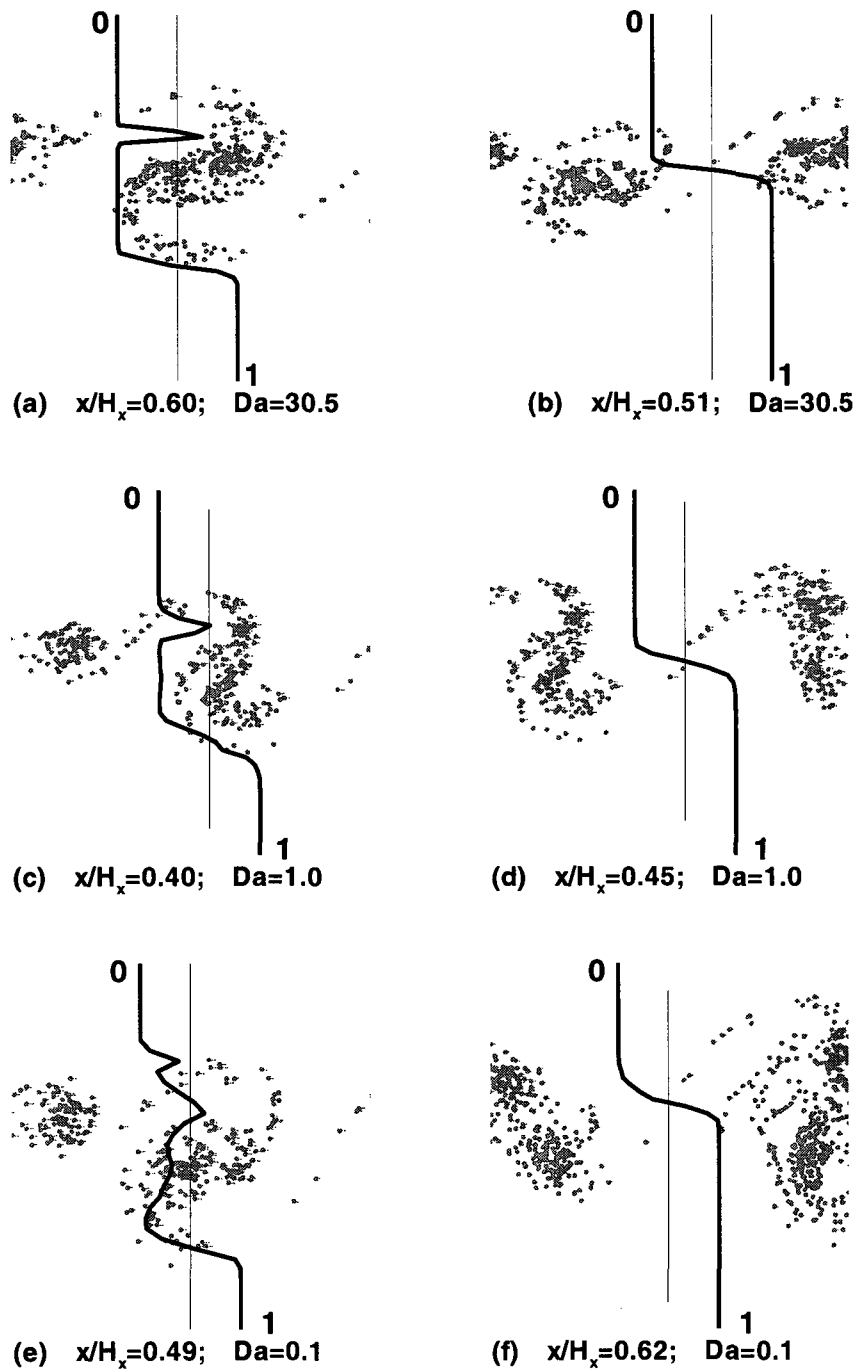 0
0
1
1
(a) x/Hₓ=0.60; Da=30.5
(b) x/Hₓ=0.51; Da=30.5
0
0
1
1
(c) x/Hₓ=0.40; Da=1.0
(d) x/Hₓ=0.45; Da=1.0
0
0
1
1
(e) x/Hₓ=0.49; Da=0.1
(f) x/Hₓ=0.62; Da=0.1